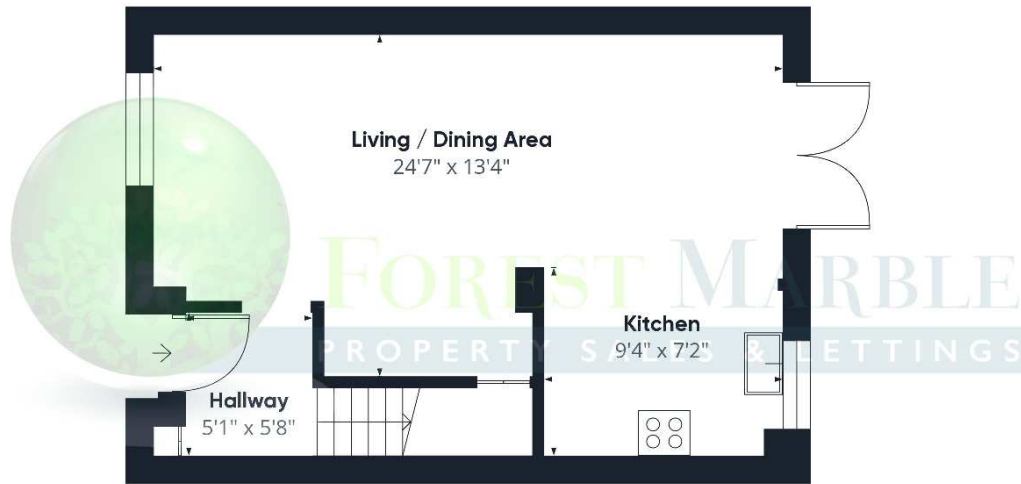 Living / Dining Area
24'7" x 13'4"
FOREST MARBLE
PROPERTY SALES & LETTINGS
Kitchen
9'4" x 7'2"
Hallway
5'1" x 5'8"